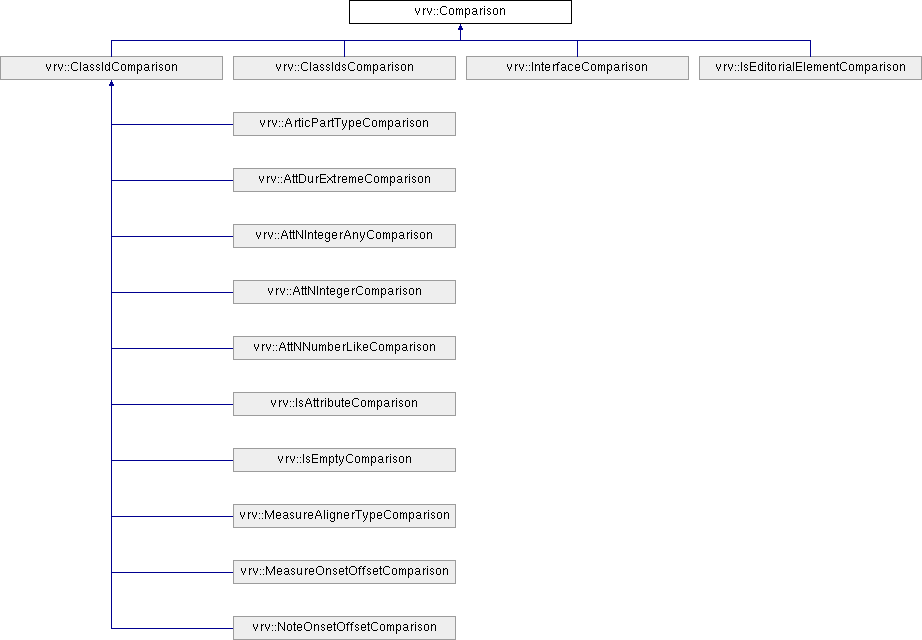 vrv::Comparison
vrv::ClassIdComparison
vrv::ClassIdsComparison
vrv::InterfaceComparison
vrv::IsEditorialElementComparison
vrv::ArticPartTypeComparison
vrv::AttDurExtremeComparison
vrv::AttNIntegerAnyComparison
vrv::AttNIntegerComparison
vrv::AttNNumberLikeComparison
vrv::IsAttributeComparison
vrv::IsEmptyComparison
vrv::MeasureAlignerTypeComparison
vrv::MeasureOnsetOffsetComparison
vrv::NoteOnsetOffsetComparison